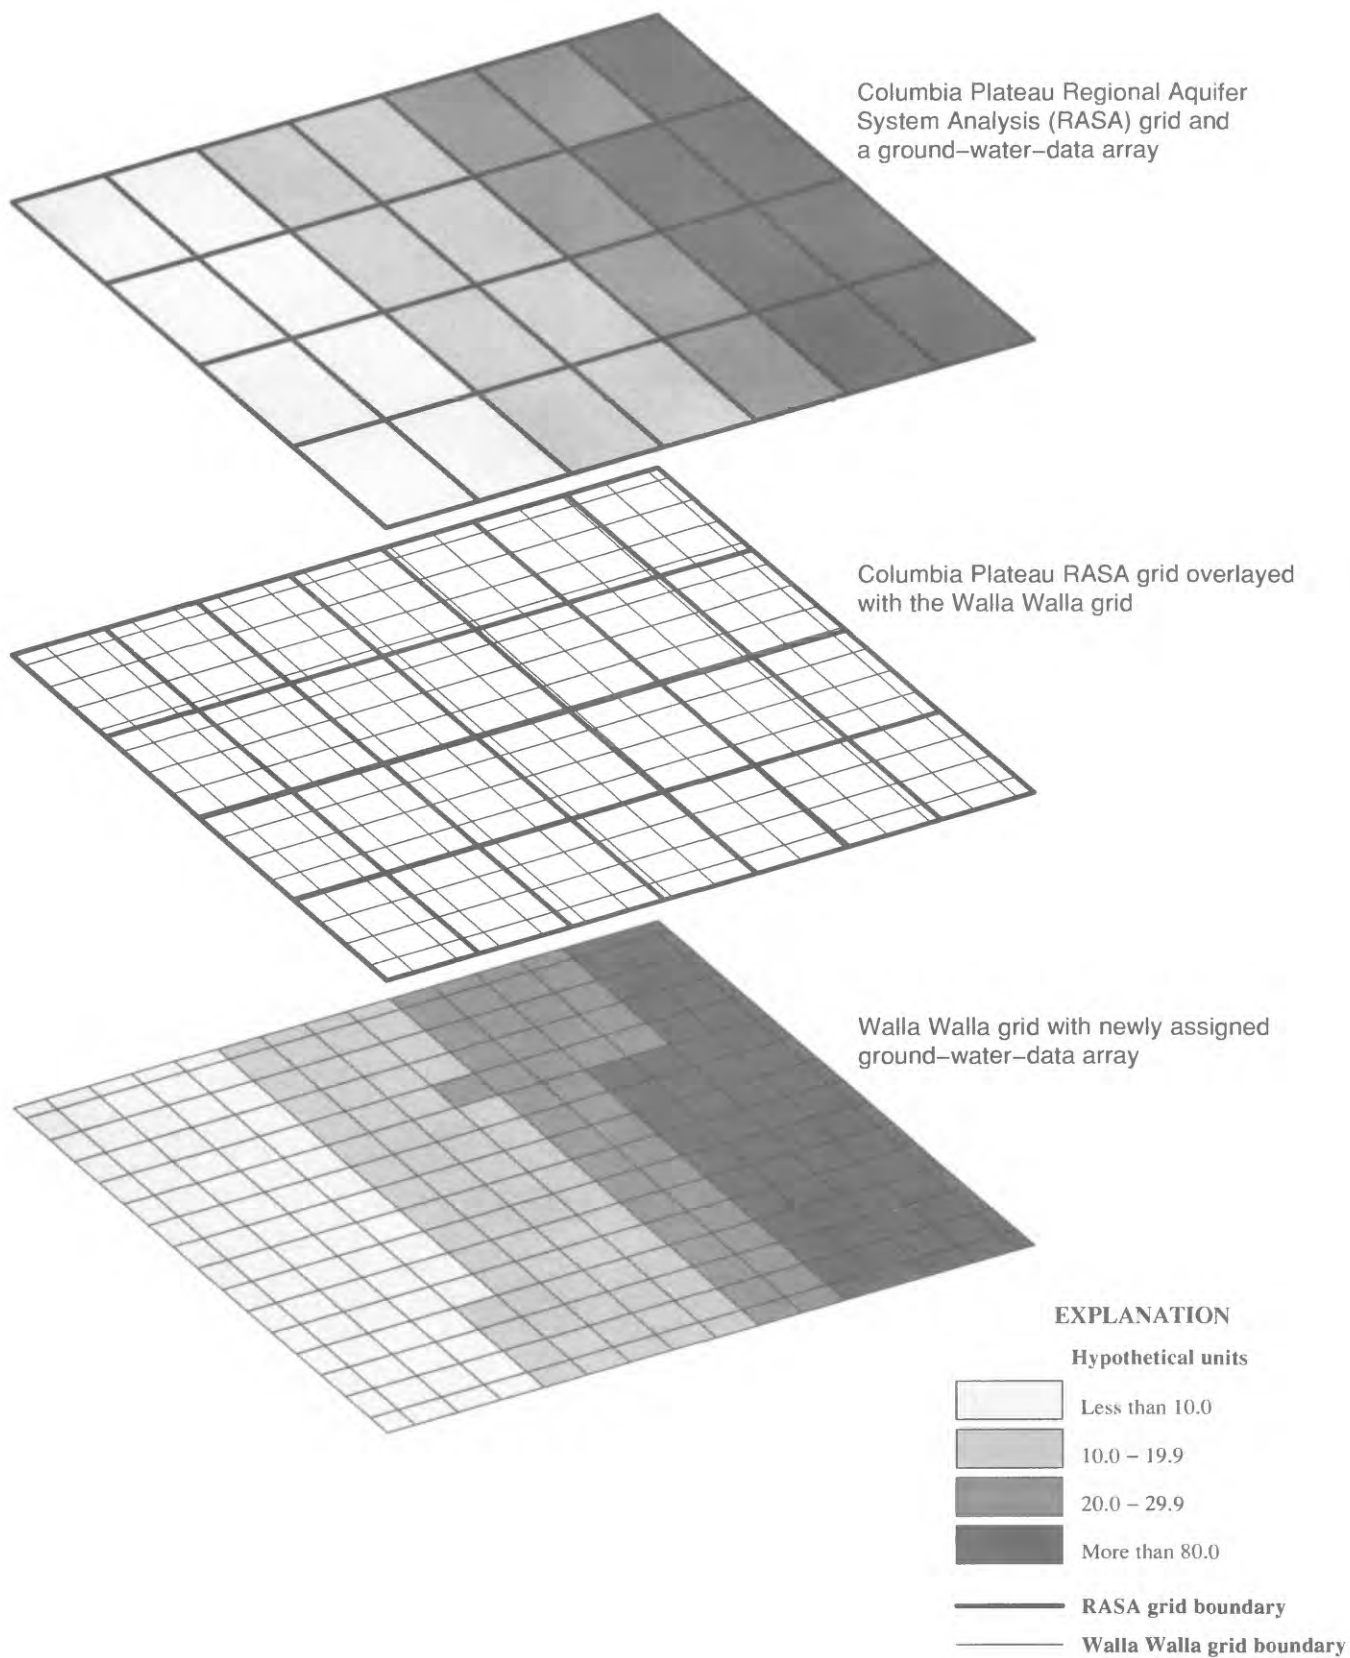 Columbia Plateau Regional Aquifer
System Analysis (RASA) grid and
a ground–water–data array
Columbia Plateau RASA grid overlayed
with the Walla Walla grid
Walla Walla grid with newly assigned
ground–water–data array
EXPLANATION
Hypothetical units
Less than 10.0
10.0 – 19.9
20.0 – 29.9
More than 80.0
RASA grid boundary
Walla Walla grid boundary